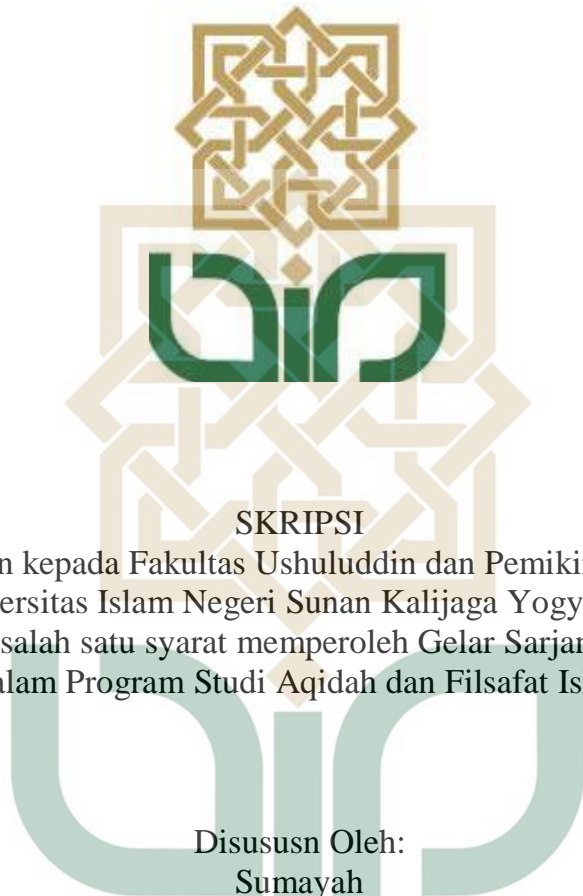 SKRIPSI
kepada Fakultas Ushuluddin dan
Islam Negeri Sunan Kalijaga
salah satu syarat memperoleh Gelar
Program Studi Aqidah dan Filsafat
Disususn Oleh:
Sumayah